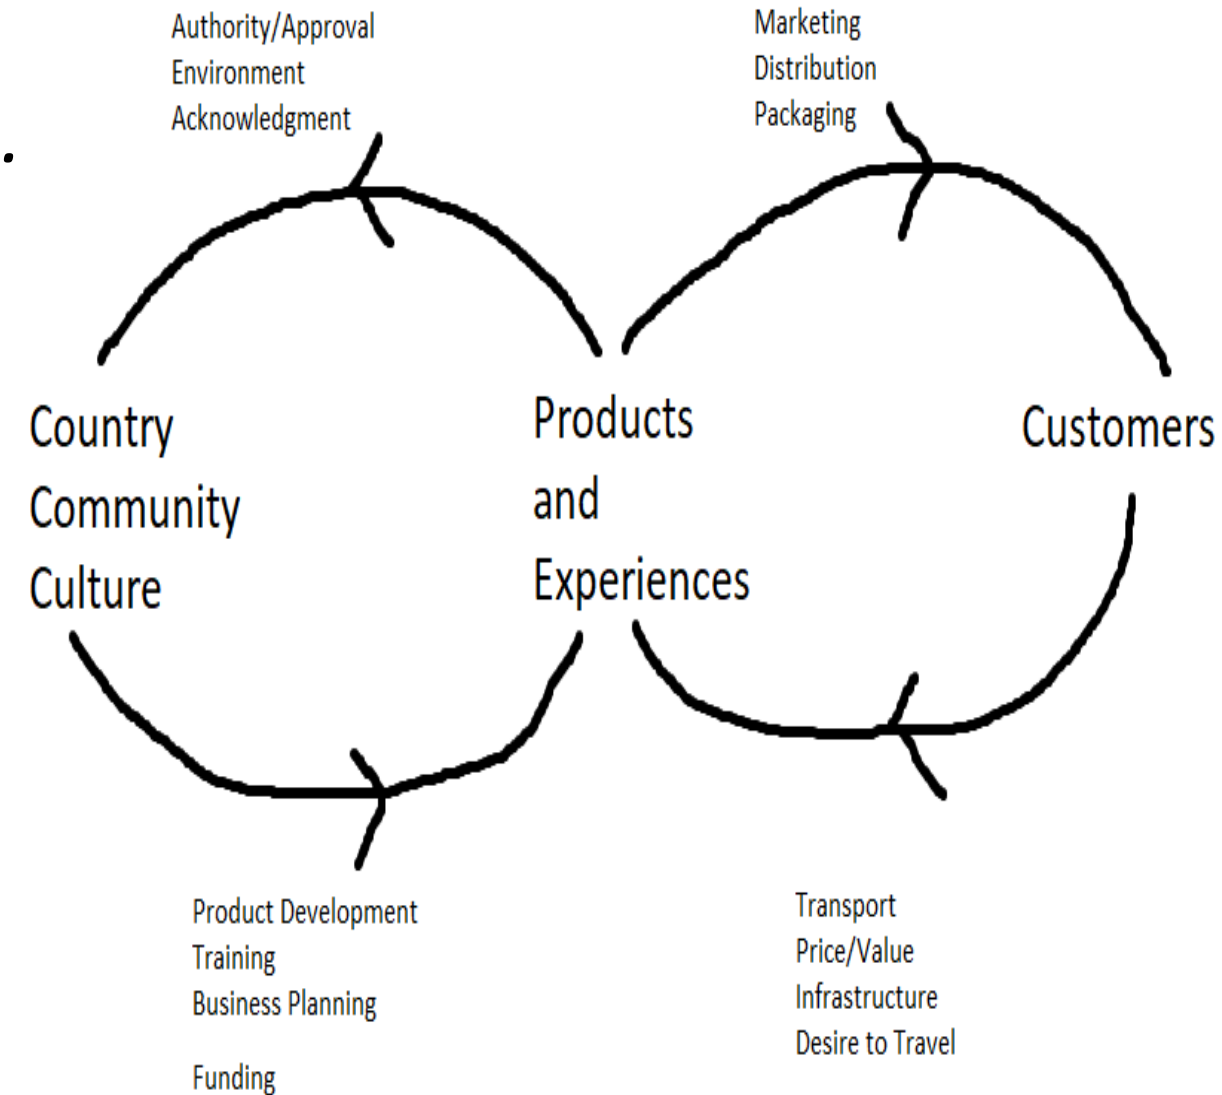 Authority/Approval
Environment
Acknowledgment
Marketing
Distribution
Packaging
Country
Community
Culture
Products
and
Experiences
Customers
Product Development
Training
Business Planning
Funding
Transport
Price/Value
Infrastructure
Desire to Travel